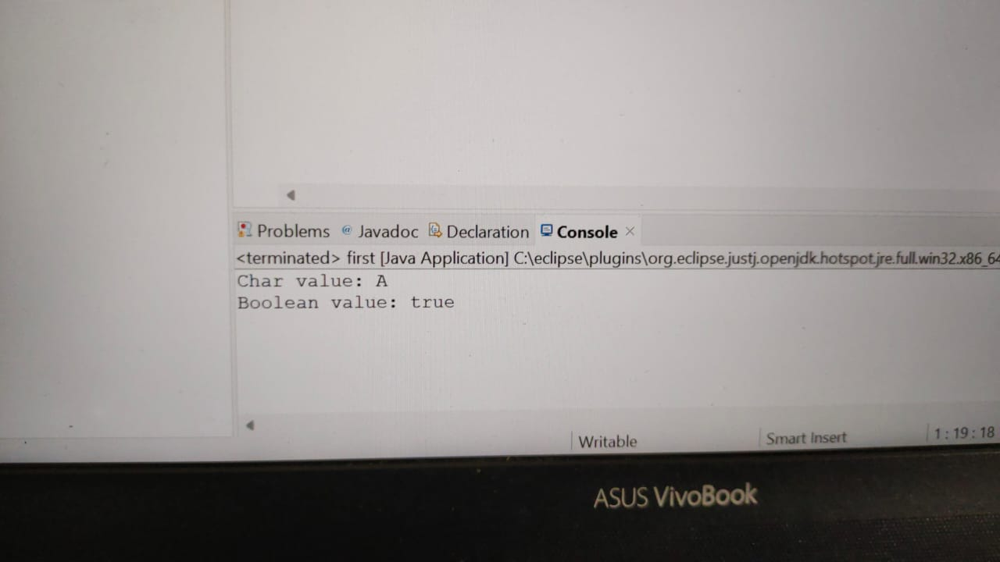 Problems @ Javadoc Declaration Console
<terminated> first [Java Application] C:\eclipse\plugins\org.eclipse.justj.openjdk.hotspot.jre.full.win32.x86_64
Char value: A
Boolean value: true
Writable Smart Insert 1 : 19 : 18
ASUS VivoBook